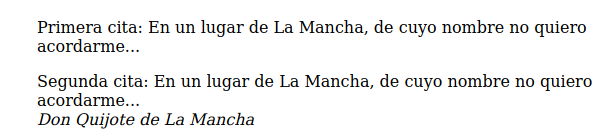 Primera cita: En un lugar de La Mancha, de cuyo nombre no quiero
acordarme...
Segunda cita: En un lugar de La Mancha, de cuyo nombre no quiero
acordarme...
Don Quijote de La Mancha